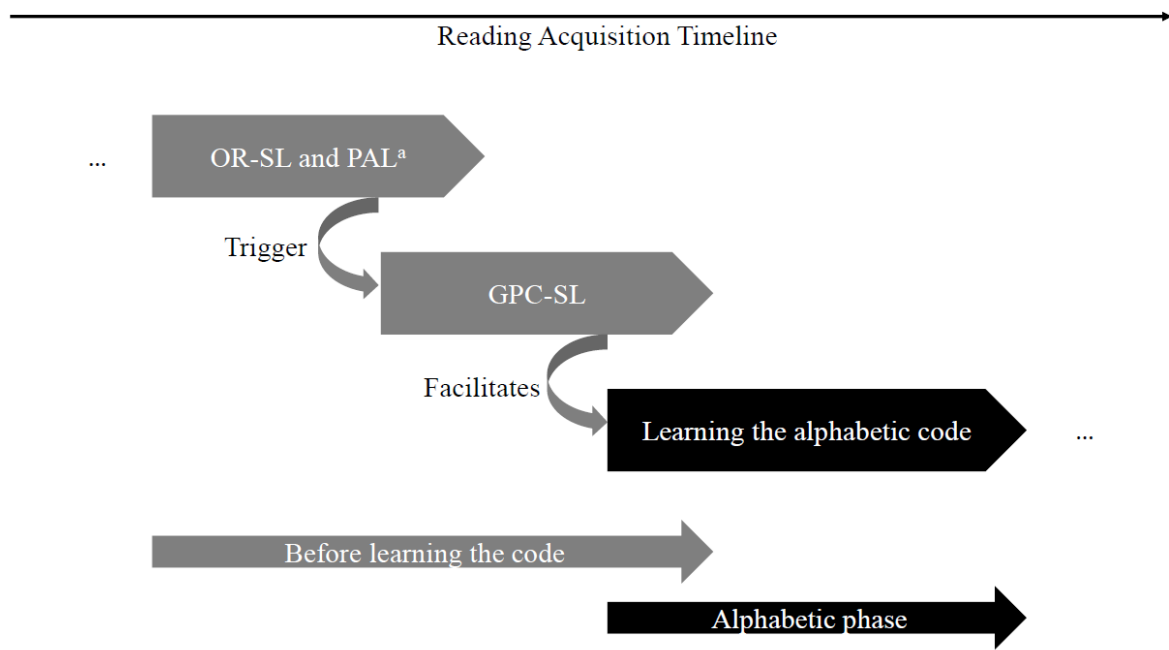 Reading Acquisition Timeline
...
OR-SL and PALᵃ
Trigger
GPC-SL
Facilitates
Learning the alphabetic code
...
Before learning the code
Alphabetic phase